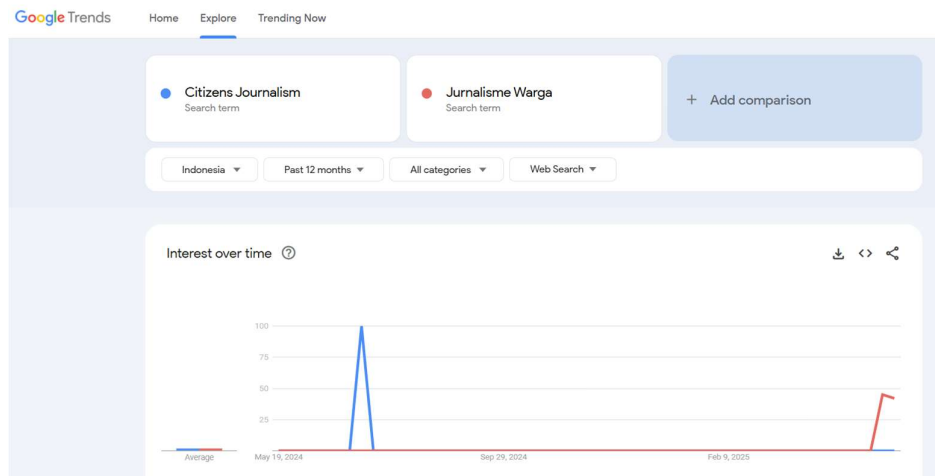 Google Trends
Home Explore Trending Now
Citizens Journalism
Search term
Jurnalisme Warga
Search term
+ Add comparison
Indonesia
Past 12 months
All categories
Web Search
Interest over time
100
75
50
25
Average
May 19, 2024
Sep 29, 2024
Feb 9, 2025